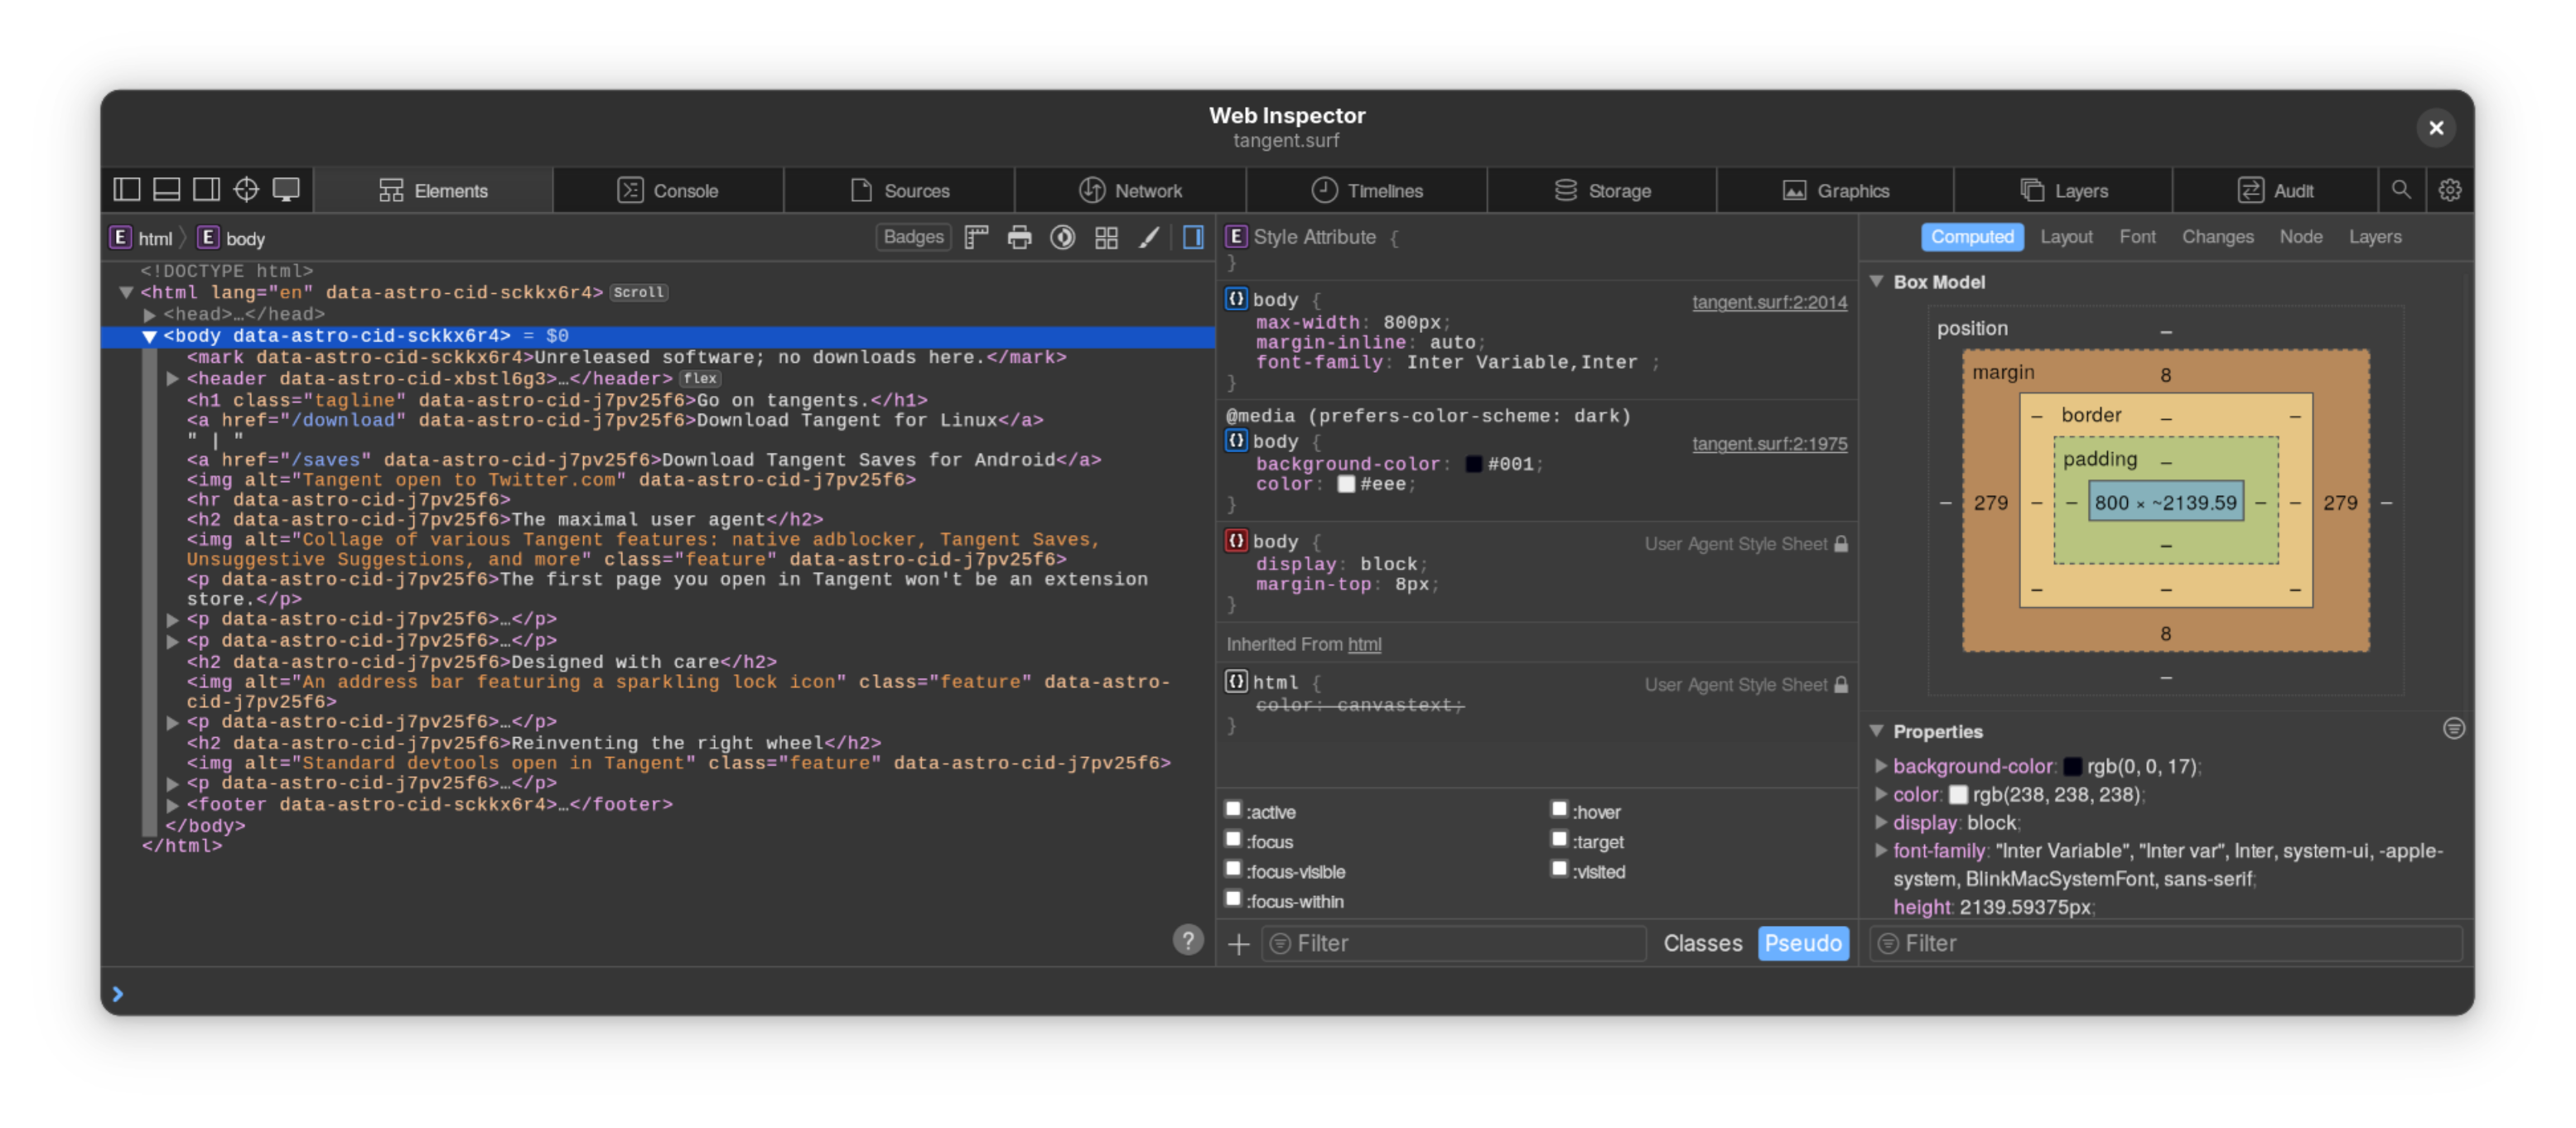 Web Inspector
tangent.surf
Elements
Console
Sources
Network
Timelines
Storage
Graphics
Layers
Audit
E html
E body
Badges
<!DOCTYPE html>
<html lang="en" data-astro-cid-sckkx6r4> Scroll
<head>…</head>
<body data-astro-cid-sckkx6r4> = $0
<mark data-astro-cid-sckkx6r4>Unreleased software; no downloads here.</mark>
<header data-astro-cid-xbstl6g3>…</header> flex
<h1 class="tagline" data-astro-cid-j7pv25f6>Go on tangents.</h1>
<a href="/download" data-astro-cid-j7pv25f6>Download Tangent for Linux</a>
" | "
<a href="/saves" data-astro-cid-j7pv25f6>Download Tangent Saves for Android</a>
<img alt="Tangent open to Twitter.com" data-astro-cid-j7pv25f6>
<hr data-astro-cid-j7pv25f6>
<h2 data-astro-cid-j7pv25f6>The maximal user agent</h2>
<img alt="Collage of various Tangent features: native adblocker, Tangent Saves,
Unsuggestive Suggestions, and more" class="feature" data-astro-cid-j7pv25f6>
<p data-astro-cid-j7pv25f6>The first page you open in Tangent won't be an extension
store.</p>
<p data-astro-cid-j7pv25f6>…</p>
<p data-astro-cid-j7pv25f6>…</p>
<h2 data-astro-cid-j7pv25f6>Designed with care</h2>
<img alt="An address bar featuring a sparkling lock icon" class="feature" data-astro-
cid-j7pv25f6>
<p data-astro-cid-j7pv25f6>…</p>
<h2 data-astro-cid-j7pv25f6>Reinventing the right wheel</h2>
<img alt="Standard devtools open in Tangent" class="feature" data-astro-cid-j7pv25f6>
<p data-astro-cid-j7pv25f6>…</p>
<footer data-astro-cid-sckkx6r4>…</footer>
</body>
</html>
?
E Style Attribute {
}
{} body {
tangent.surf:2:2014
max-width: 800px;
margin-inline: auto;
font-family: Inter Variable,Inter ;
}
@media (prefers-color-scheme: dark)
{} body {
tangent.surf:2:1975
background-color: #001;
color: #eee;
}
{} body {
User Agent Style Sheet
display: block;
margin-top: 8px;
}
Inherited From html
{} html {
User Agent Style Sheet
color: canvastext;
}
:active
:hover
:focus
:target
:focus-visible
:visited
:focus-within
+
Filter
Classes
Pseudo
Computed
Layout
Font
Changes
Node
Layers
Box Model
position –
margin 8
– border – –
padding –
– 279 – – 800 × ~2139.59 – – 279 –
–
– – –
8
–
Properties
background-color: rgb(0, 0, 17);
color: rgb(238, 238, 238);
display: block;
font-family: "Inter Variable", "Inter var", Inter, system-ui, -apple-
system, BlinkMacSystemFont, sans-serif;
height: 2139.59375px;
Filter